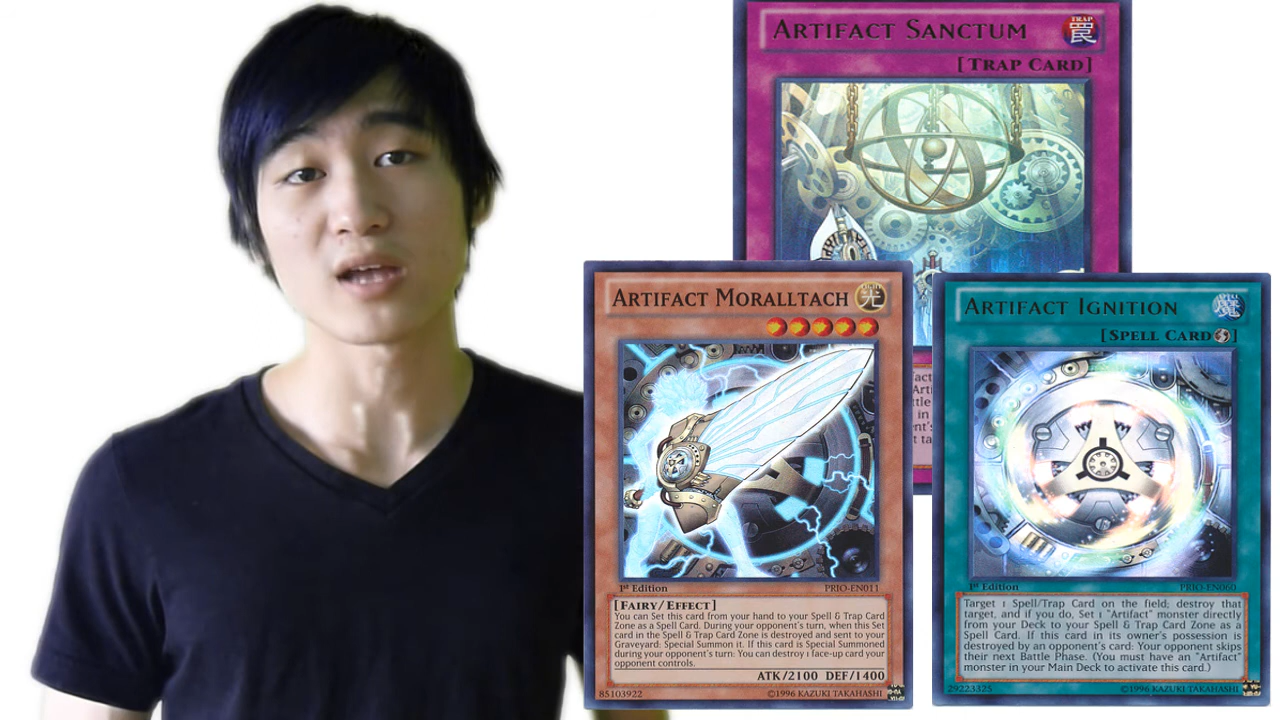 ARTIFACT SANCTUM
TRAP
罠
[TRAP CARD]
ARTIFACT MORALLTACH
LIGHT
光
1st Edition
PRIO-EN011
[FAIRY/EFFECT]
You can Set this card from your hand to your Spell & Trap Card
Zone as a Spell Card. During your opponent's turn, when this Set
card in the Spell & Trap Card Zone is destroyed and sent to your
Graveyard: Special Summon it. If this card is Special Summoned
during your opponent's turn: You can destroy 1 face-up card your
opponent controls.
ATK/2100 DEF/1400
85103922
©1996 KAZUKI TAKAHASHI
ARTIFACT IGNITION
SPELL
魔
[SPELL CARD]
1st Edition
PRIO-EN060
Target 1 Spell/Trap Card on the field; destroy that
target, and if you do, Set 1 "Artifact" monster directly
from your Deck to your Spell & Trap Card Zone as a
Spell Card. If this card in its owner's possession is
destroyed by an opponent's card: Your opponent skips
their next Battle Phase. (You must have an "Artifact"
monster in your Main Deck to activate this card.)
29223325
©1996 KAZUKI TAKAHASHI